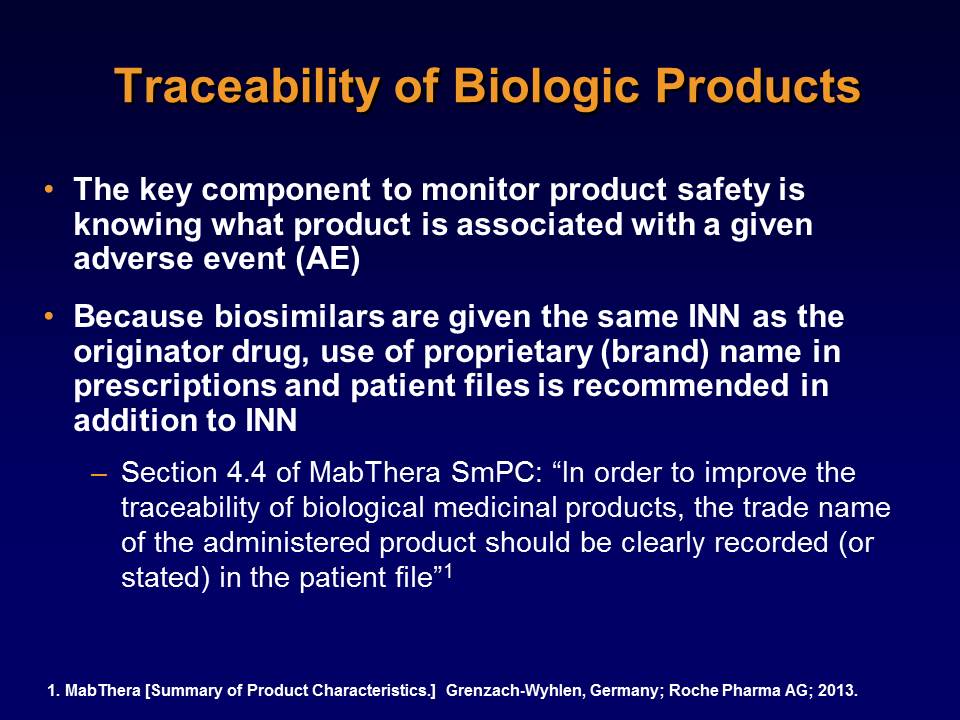 Traceability of Biologic Products
• The key component to monitor product safety is
knowing what product is associated with a given
adverse event (AE)
• Because biosimilars are given the same INN as the
originator drug, use of proprietary (brand) name in
prescriptions and patient files is recommended in
addition to INN
– Section 4.4 of MabThera SmPC: “In order to improve the
traceability of biological medicinal products, the trade name
of the administered product should be clearly recorded (or
stated) in the patient file”1
1. MabThera [Summary of Product Characteristics.] Grenzach-Wyhlen, Germany; Roche Pharma AG; 2013.